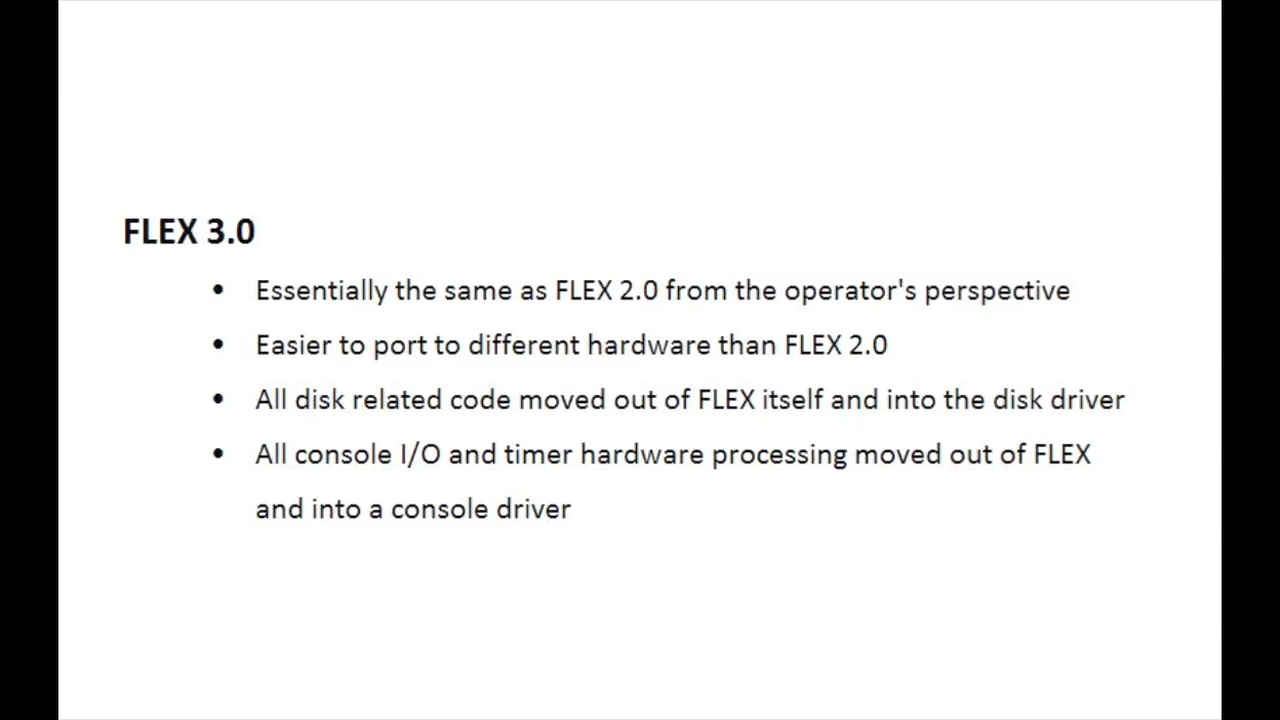 FLEX 3.0
• Essentially the same as FLEX 2.0 from the operator's perspective
• Easier to port to different hardware than FLEX 2.0
• All disk related code moved out of FLEX itself and into the disk driver
• All console I/O and timer hardware processing moved out of FLEX
and into a console driver